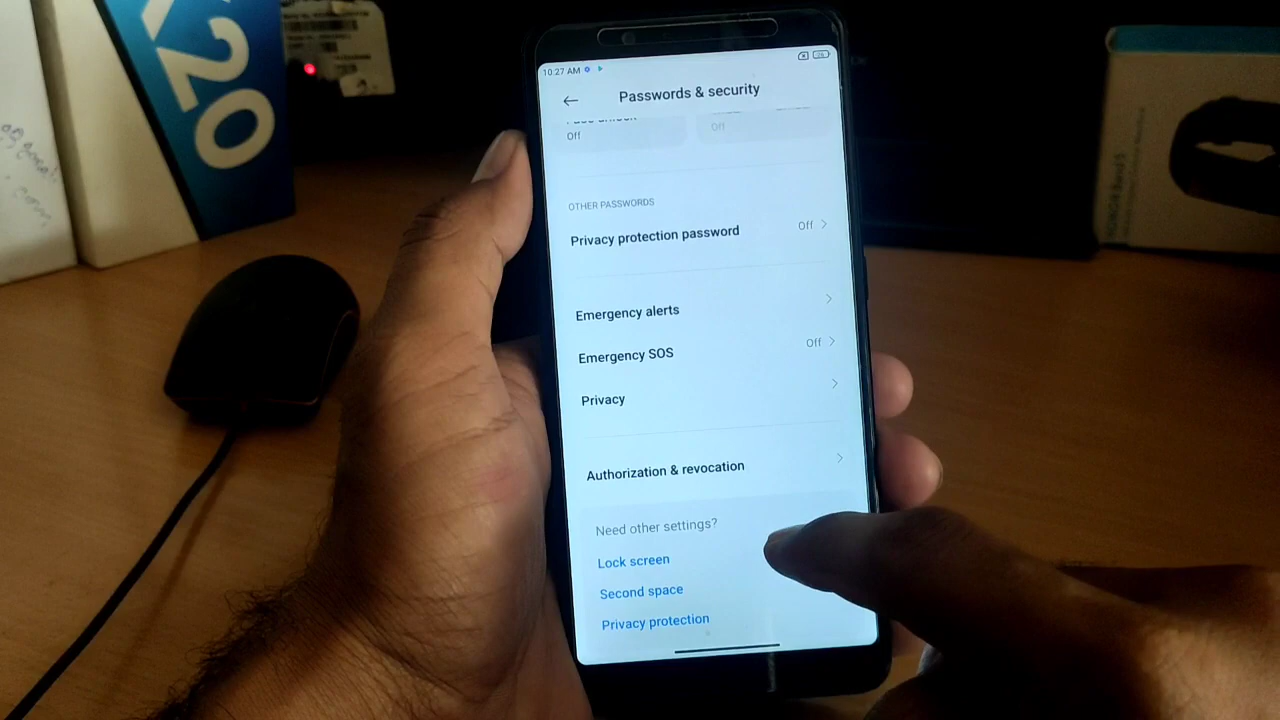 K20
10:27 AM
Passwords & security
Off
Off
OTHER PASSWORDS
Privacy protection password
Off
Emergency alerts
Emergency SOS
Off
Privacy
Authorization & revocation
Need other settings?
Lock screen
Second space
Privacy protection